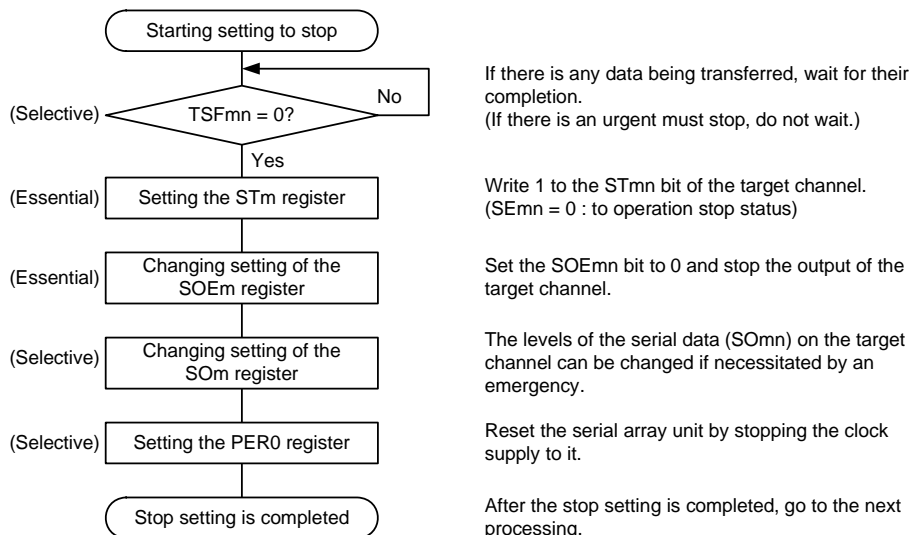 Starting setting to stop
(Selective)
TSFmn = 0?
No
If there is any data being transferred, wait for their
completion.
(If there is an urgent must stop, do not wait.)
Yes
(Essential)
Setting the STm register
Write 1 to the STmn bit of the target channel.
(SEmn = 0 : to operation stop status)
(Essential)
Changing setting of the
SOEm register
Set the SOEmn bit to 0 and stop the output of the
target channel.
(Selective)
Changing setting of the
SOm register
The levels of the serial data (SOmn) on the target
channel can be changed if necessitated by an
emergency.
(Selective)
Setting the PER0 register
Reset the serial array unit by stopping the clock
supply to it.
Stop setting is completed
After the stop setting is completed, go to the next
processing.